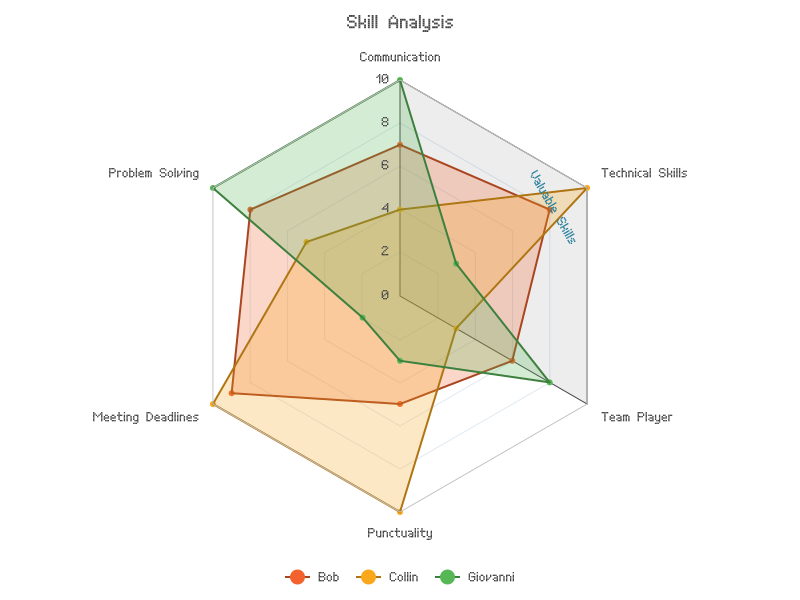 Skill Analysis
Communication
10
8
6
4
2
0
Problem Solving
Technical Skills
Valuable Skills
Meeting Deadlines
Team Player
Punctuality
Bob Collin Giovanni